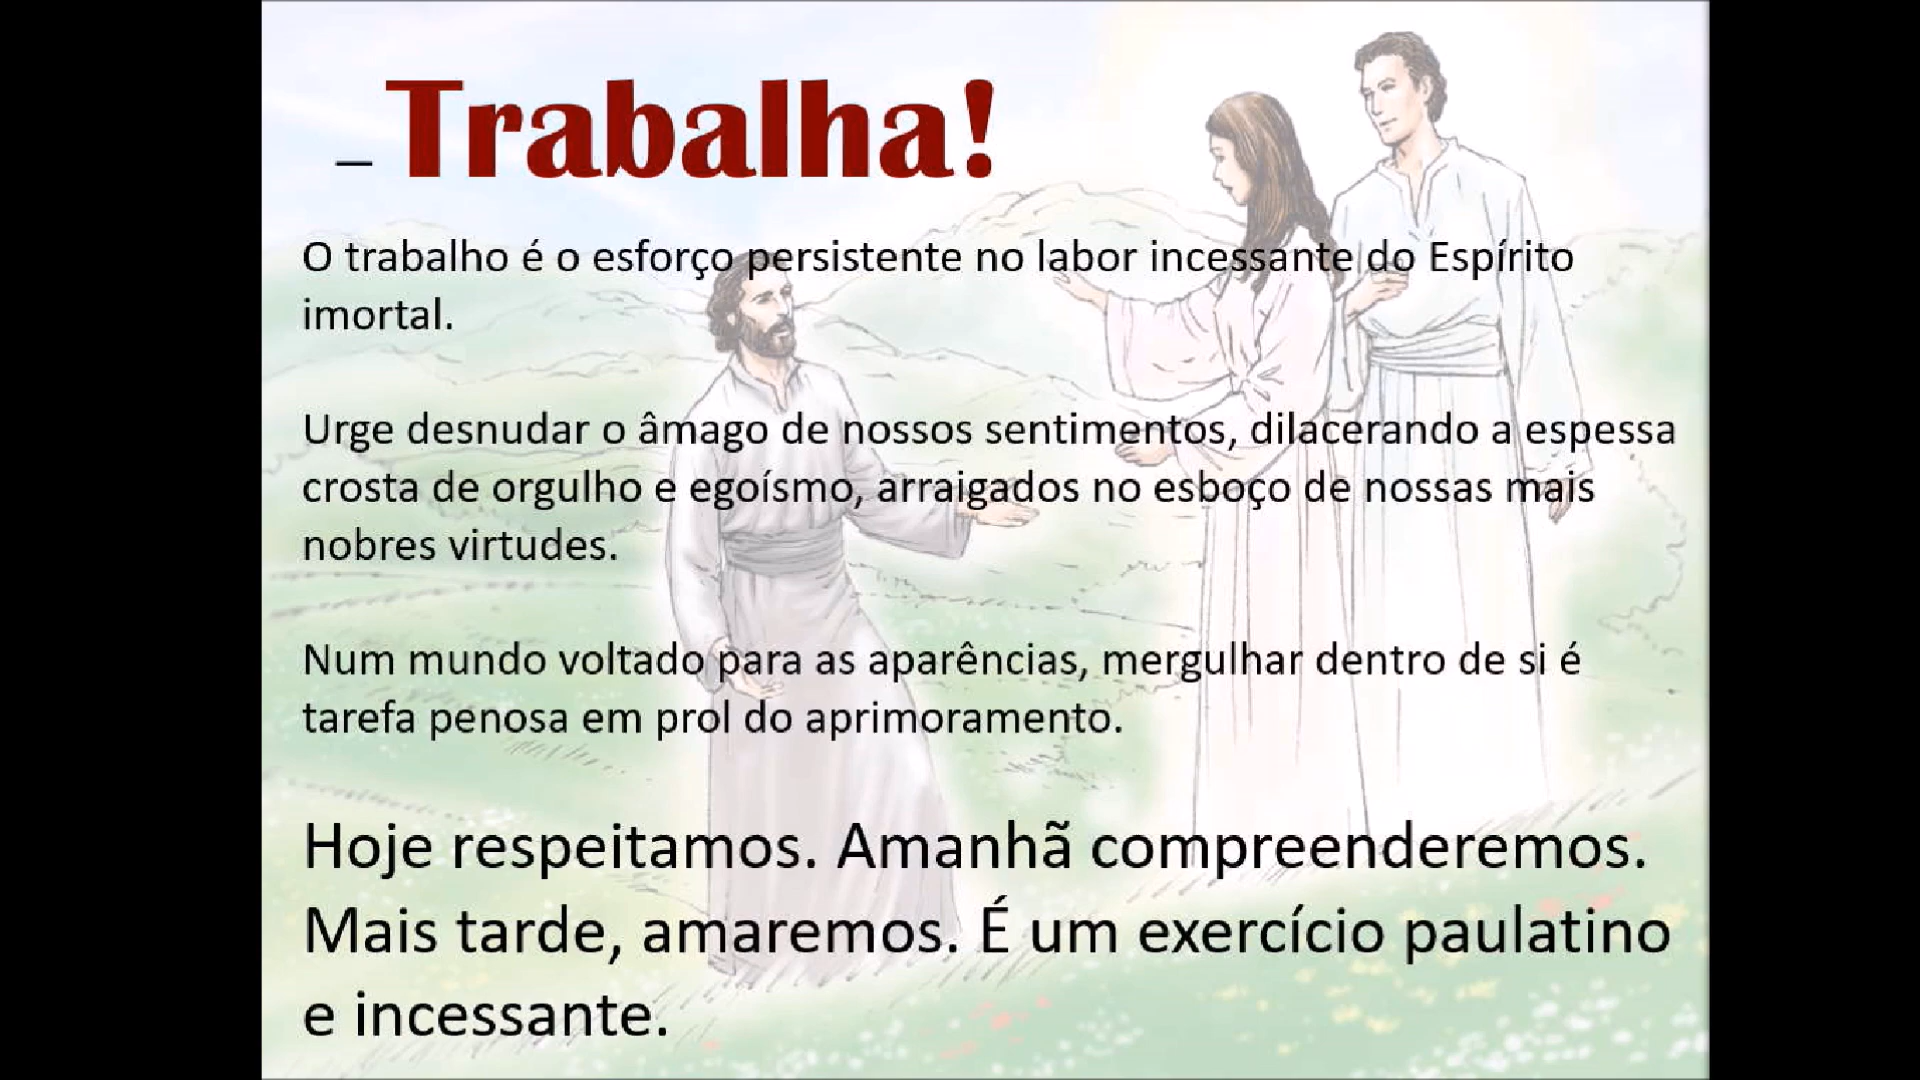 – Trabalha!
O trabalho é o esforço persistente no labor incessante do Espírito
imortal.
Urge desnudar o âmago de nossos sentimentos, dilacerando a espessa
crosta de orgulho e egoísmo, arraigados no esboço de nossas mais
nobres virtudes.
Num mundo voltado para as aparências, mergulhar dentro de si é
tarefa penosa em prol do aprimoramento.
Hoje respeitamos. Amanhã compreenderemos.
Mais tarde, amaremos. É um exercício paulatino
e incessante.